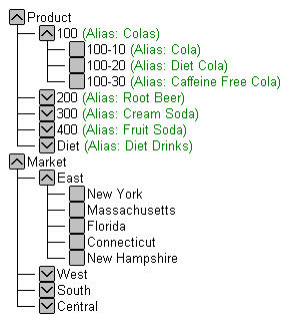 Product
100 (Alias: Colas)
100-10 (Alias: Cola)
100-20 (Alias: Diet Cola)
100-30 (Alias: Caffeine Free Cola)
200 (Alias: Root Beer)
300 (Alias: Cream Soda)
400 (Alias: Fruit Soda)
Diet (Alias: Diet Drinks)
Market
East
New York
Massachusetts
Florida
Connecticut
New Hampshire
West
South
Central